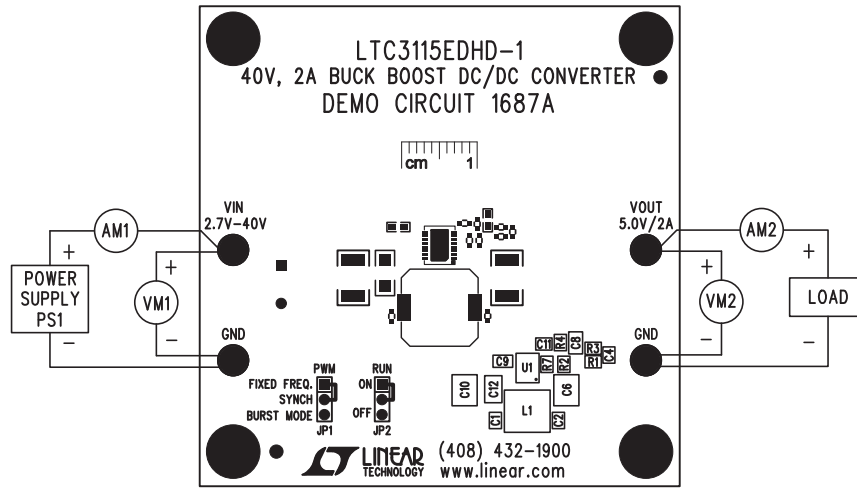 LTC3115EDHD-1
40V, 2A BUCK BOOST DC/DC CONVERTER
DEMO CIRCUIT 1687A
cm 1
VIN
2.7V-40V
VOUT
5.0V/2A
AM1
AM2
+
+
+
+
POWER
SUPPLY
PS1
VM1
VM2
LOAD
-
-
-
-
GND
GND
PWM
RUN
FIXED FREQ.
ON
SYNCH
BURST MODE
OFF
JP1
JP2
C11
R4
C8
R3
C4
C9
U1
R7
R2
R1
C10
C12
C6
L1
C1
C2
LINEAR
TECHNOLOGY
(408) 432-1900
www.linear.com